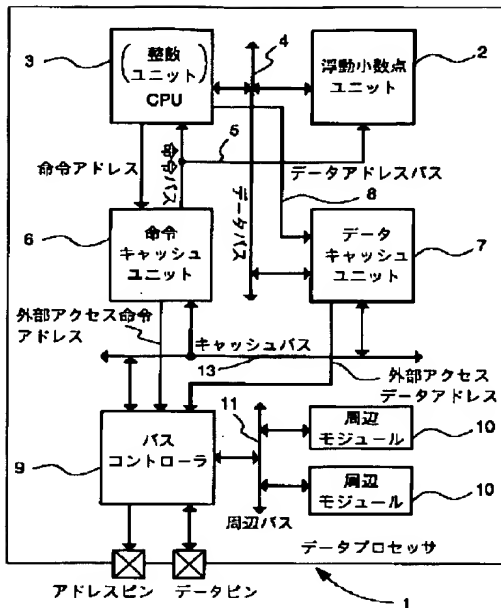 3
整数
ユニット
CPU
4
浮動小数点
ユニット
2
5
命令アドレス
命令バス
データアドレスバス
8
データバス
6
命令
キャッシュ
ユニット
データ
キャッシュ
ユニット
7
外部アクセス命令
アドレス
キャッシュバス
13
外部アクセス
データアドレス
11
9
バス
コントローラ
周辺
モジュール
10
周辺
モジュール
10
周辺バス
データプロセッサ
アドレスピン
データピン
1